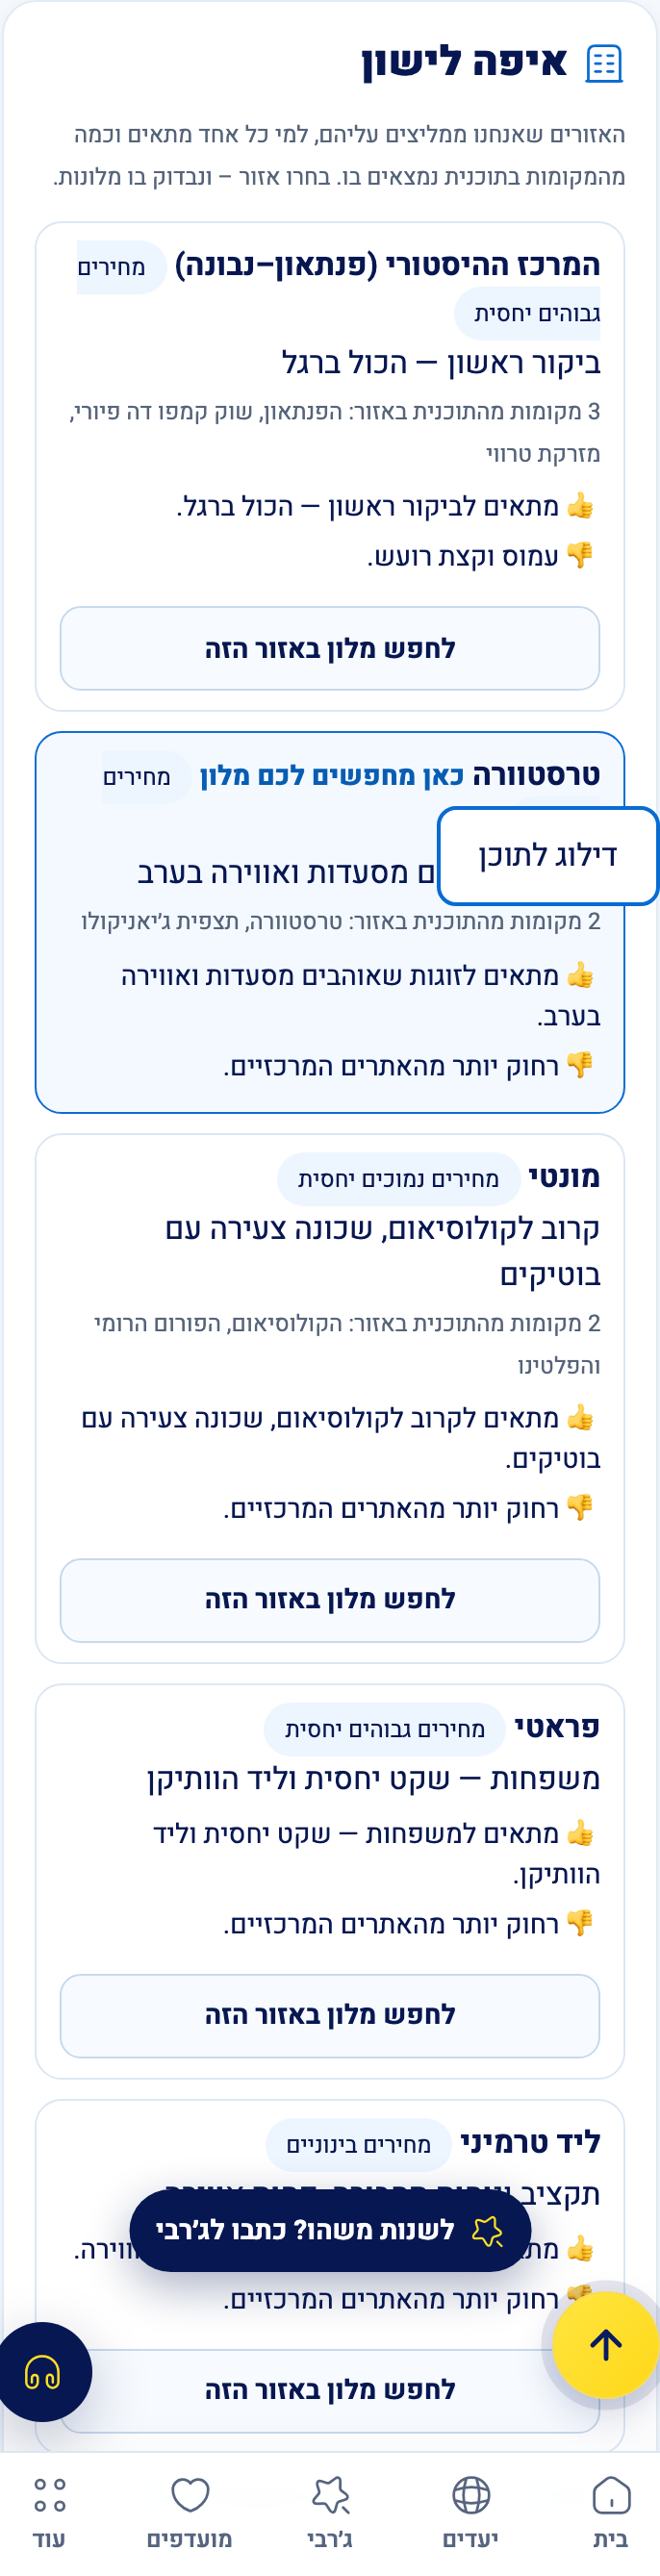 איפה לישון
האזורים שאנחנו ממליצים עליהם, למי כל אחד מתאים וכמה
מהמקומות בתוכנית נמצאים בו. בחרו אזור – ונבדוק בו מלונות.
המרכז ההיסטורי (פנתאון–נבונה) מחירים
גבוהים יחסית
ביקור ראשון — הכול ברגל
3 מקומות מהתוכנית באזור: הפנתאון, שוק קמפו דה פיורי,
מזרקת טרווי
👍 מתאים לביקור ראשון — הכול ברגל.
👎 עמוס וקצת רועש.
לחפש מלון באזור הזה
טרסטוורה כאן מחפשים לכם מלון מחירים
דילוג לתוכן
מסעדות ואווירה בערב
2 מקומות מהתוכנית באזור: טרסטוורה, תצפית ג'יאניקולו
👍 מתאים לזוגות שאוהבים מסעדות ואווירה
בערב.
👎 רחוק יותר מהאתרים המרכזיים.
מונטי מחירים נמוכים יחסית
קרוב לקולוסיאום, שכונה צעירה עם
בוטיקים
2 מקומות מהתוכנית באזור: הקולוסיאום, הפורום הרומי
והפלטינו
👍 מתאים לקרוב לקולוסיאום, שכונה צעירה עם
בוטיקים.
👎 רחוק יותר מהאתרים המרכזיים.
לחפש מלון באזור הזה
פראטי מחירים גבוהים יחסית
משפחות — שקט יחסית וליד הוותיקן
👍 מתאים למשפחות — שקט יחסית וליד
הוותיקן.
👎 רחוק יותר מהאתרים המרכזיים.
לחפש מלון באזור הזה
ליד טרמיני מחירים בינוניים
תקציב
לשנות משהו? כתבו לג'רבי
👍
👎 רחוק יותר מהאתרים המרכזיים.
לחפש מלון באזור הזה
בית
יעדים
ג'רבי
מועדפים
עוד